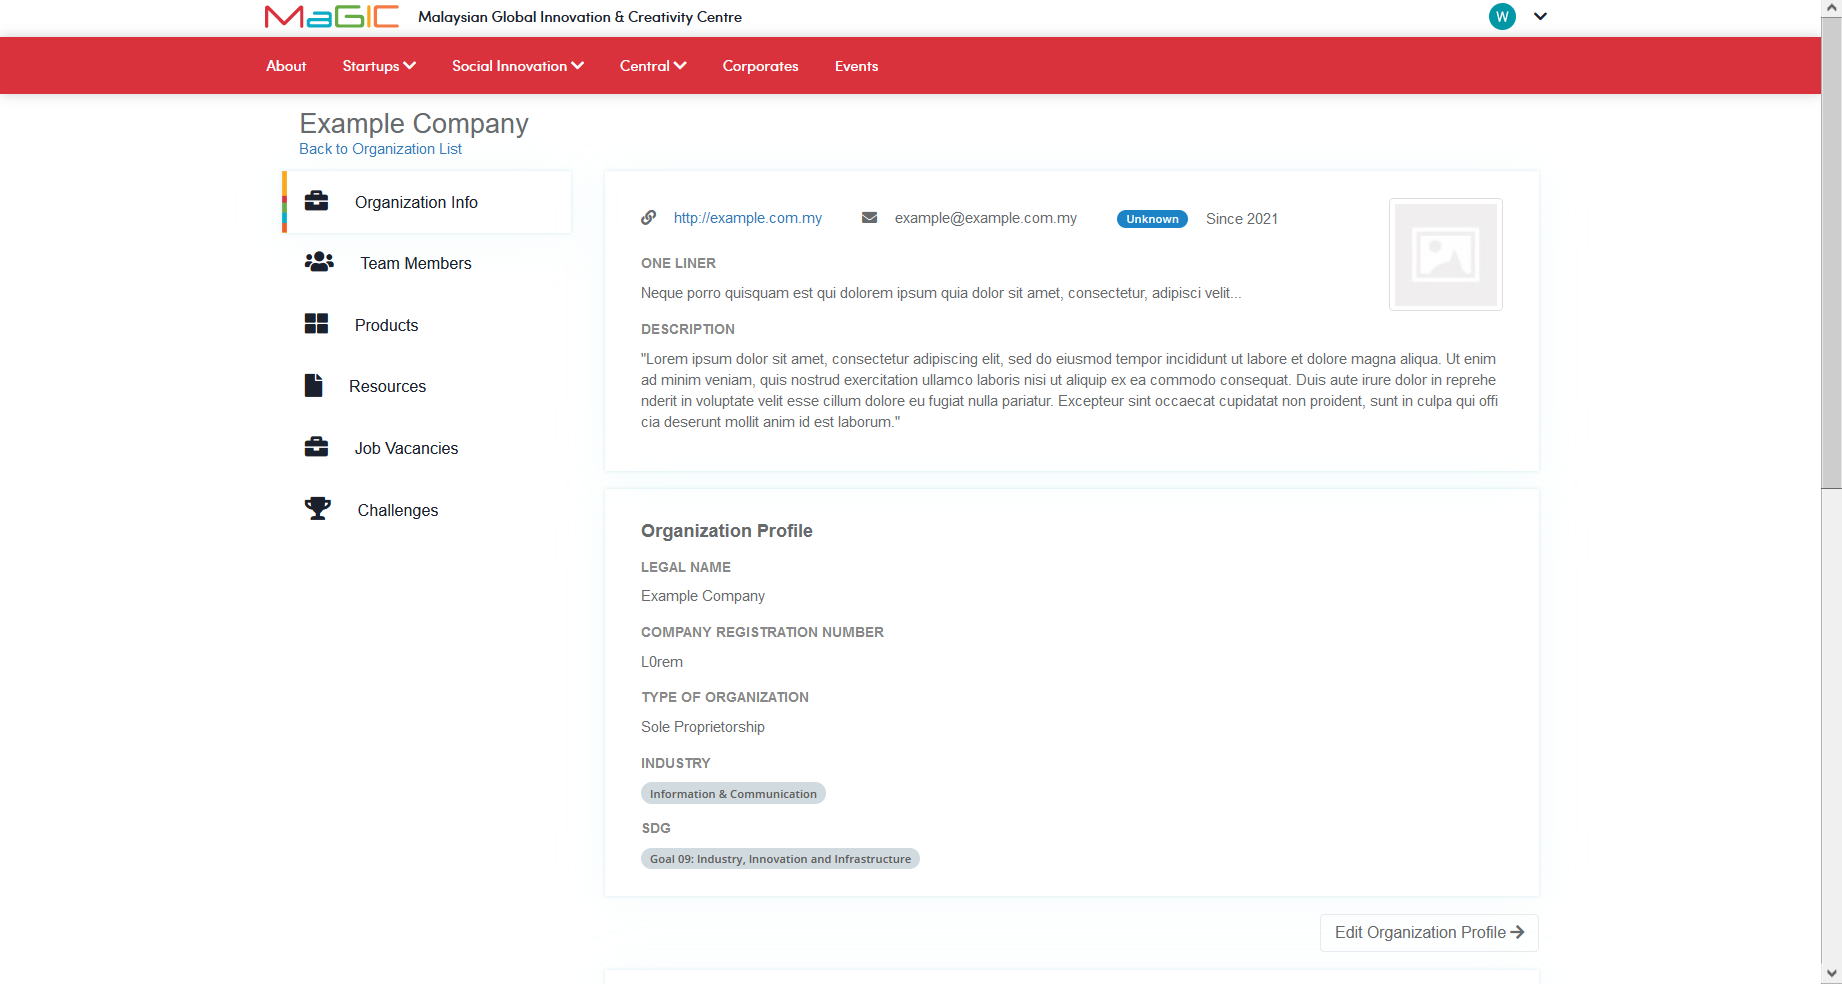 MaGIC Malaysian Global Innovation & Creativity Centre W
About Startups Social Innovation Central Corporates Events
Example Company
Back to Organization List
Organization Info
Team Members
Products
Resources
Job Vacancies
Challenges
http://example.com.my example@example.com.my Unknown Since 2021
ONE LINER
Neque porro quisquam est qui dolorem ipsum quia dolor sit amet, consectetur, adipisci velit...
DESCRIPTION
"Lorem ipsum dolor sit amet, consectetur adipiscing elit, sed do eiusmod tempor incididunt ut labore et dolore magna aliqua. Ut enim
ad minim veniam, quis nostrud exercitation ullamco laboris nisi ut aliquip ex ea commodo consequat. Duis aute irure dolor in reprehe
nderit in voluptate velit esse cillum dolore eu fugiat nulla pariatur. Excepteur sint occaecat cupidatat non proident, sunt in culpa qui offi
cia deserunt mollit anim id est laborum."
Organization Profile
LEGAL NAME
Example Company
COMPANY REGISTRATION NUMBER
L0rem
TYPE OF ORGANIZATION
Sole Proprietorship
INDUSTRY
Information & Communication
SDG
Goal 09: Industry, Innovation and Infrastructure
Edit Organization Profile